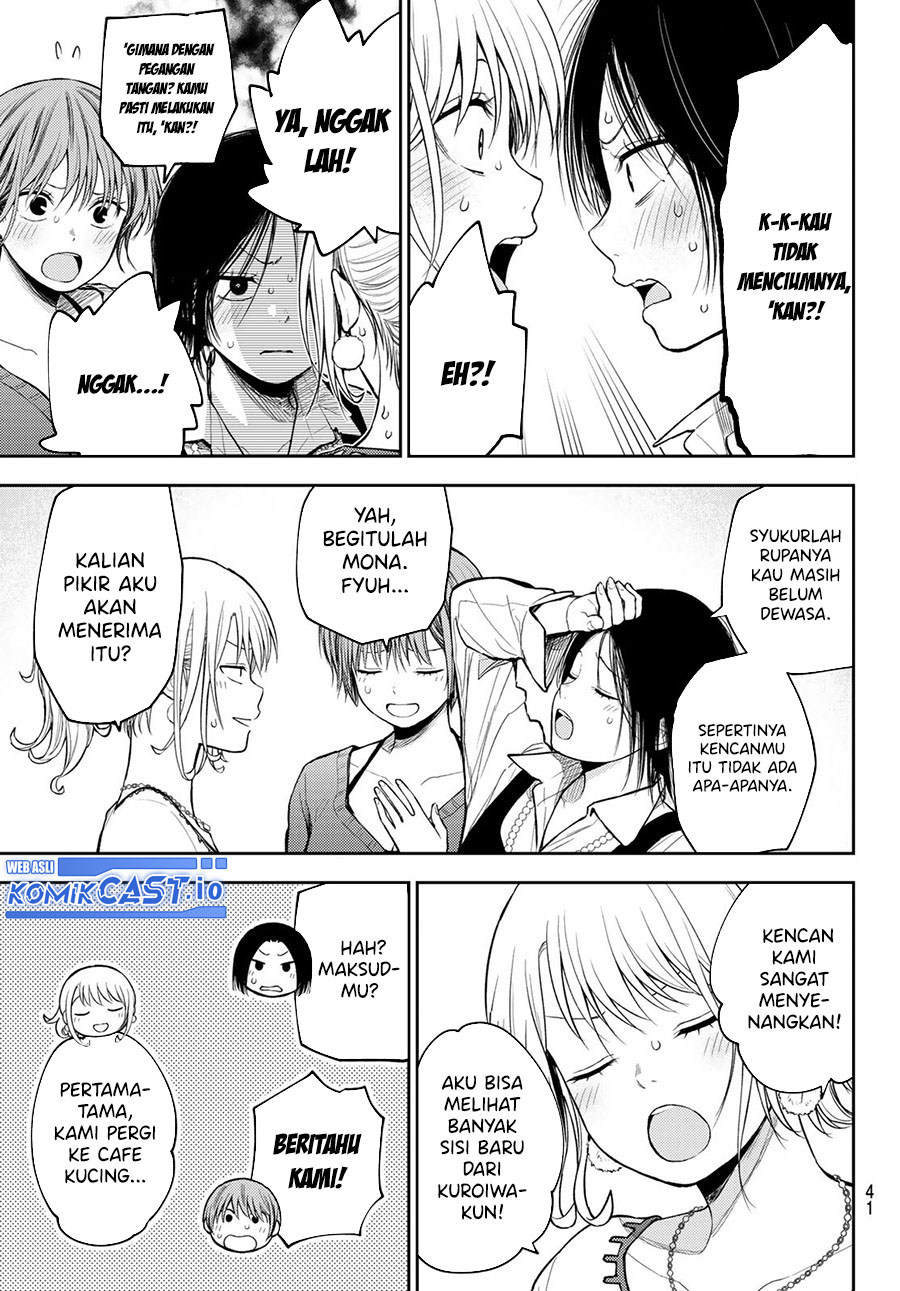 K-K-KAU
TIDAK
MENCIUMNYA,
'KAN?!
EH?!
YA, NGGAK
LAH!
'GIMANA DENGAN
PEGANGAN
TANGAN? KAMU
PASTI MELAKUKAN
ITU, 'KAN?!
NGGAK...!
SYUKURLAH
RUPANYA
KAU MASIH
BELUM
DEWASA.
SEPERTINYA
KENCANMU
ITU TIDAK ADA
APA-APANYA.
YAH,
BEGITULAH
MONA.
FYUH...
KALIAN
PIKIR AKU
AKAN
MENERIMA
ITU?
WEB ASLI
KOMIKCAST.io
KENCAN
KAMI
SANGAT
MENYE-
NANGKAN!
AKU BISA
MELIHAT
BANYAK
SISI BARU
DARI
KUROIWA-
KUN!
HAH?
MAKSUD-
MU?
BERITAHU
KAMI!
PERTAMA-
TAMA,
KAMI PERGI
KE CAFE
KUCING...
41